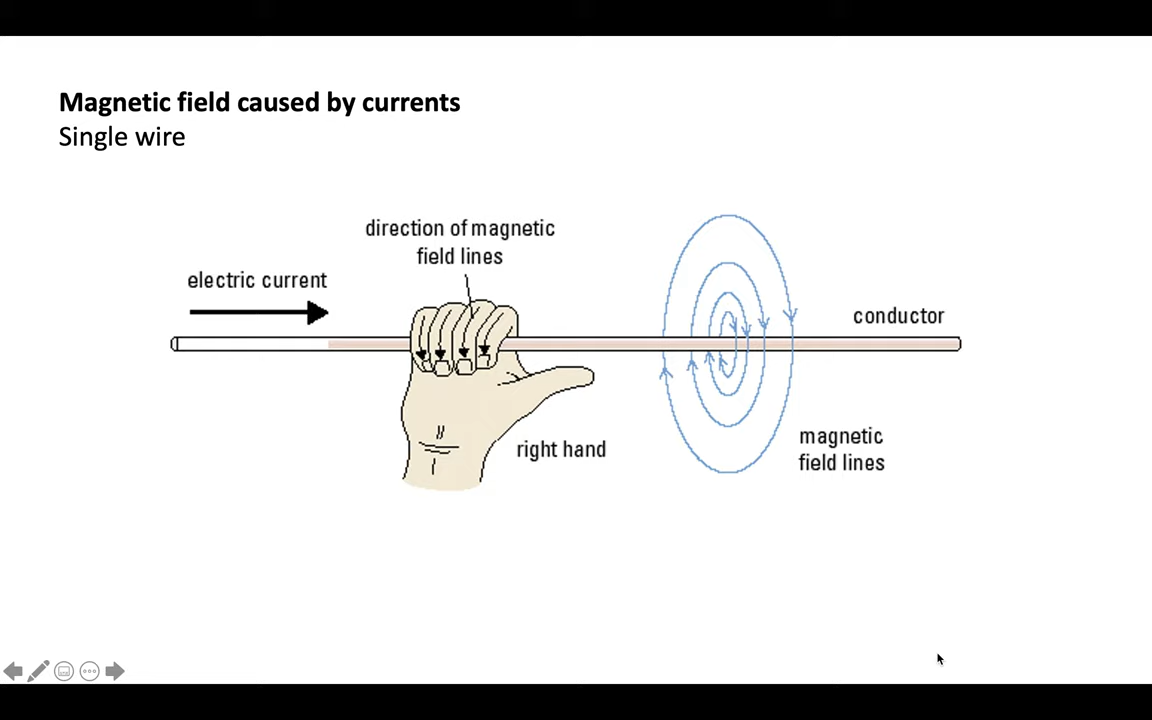 Magnetic field caused by currents
Single wire
direction of magnetic
field lines
electric current
conductor
right hand
magnetic
field lines